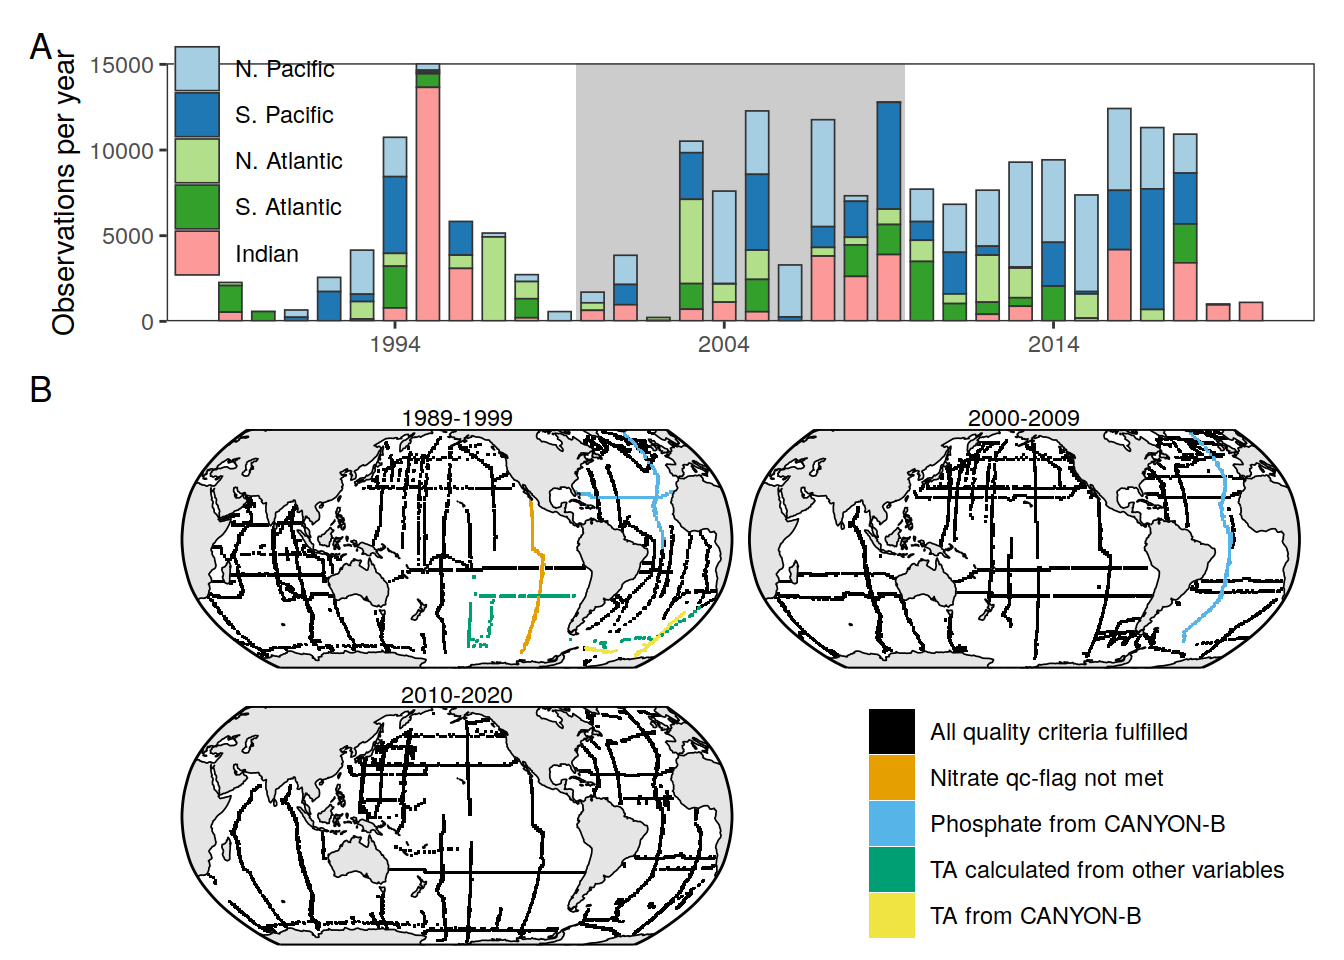 A
Observations per year
15000
10000
5000
0
N. Pacific
S. Pacific
N. Atlantic
S. Atlantic
Indian
1994
2004
2014
B
1989-1999
2000-2009
2010-2020
All quality criteria fulfilled
Nitrate qc-flag not met
Phosphate from CANYON-B
TA calculated from other variables
TA from CANYON-B